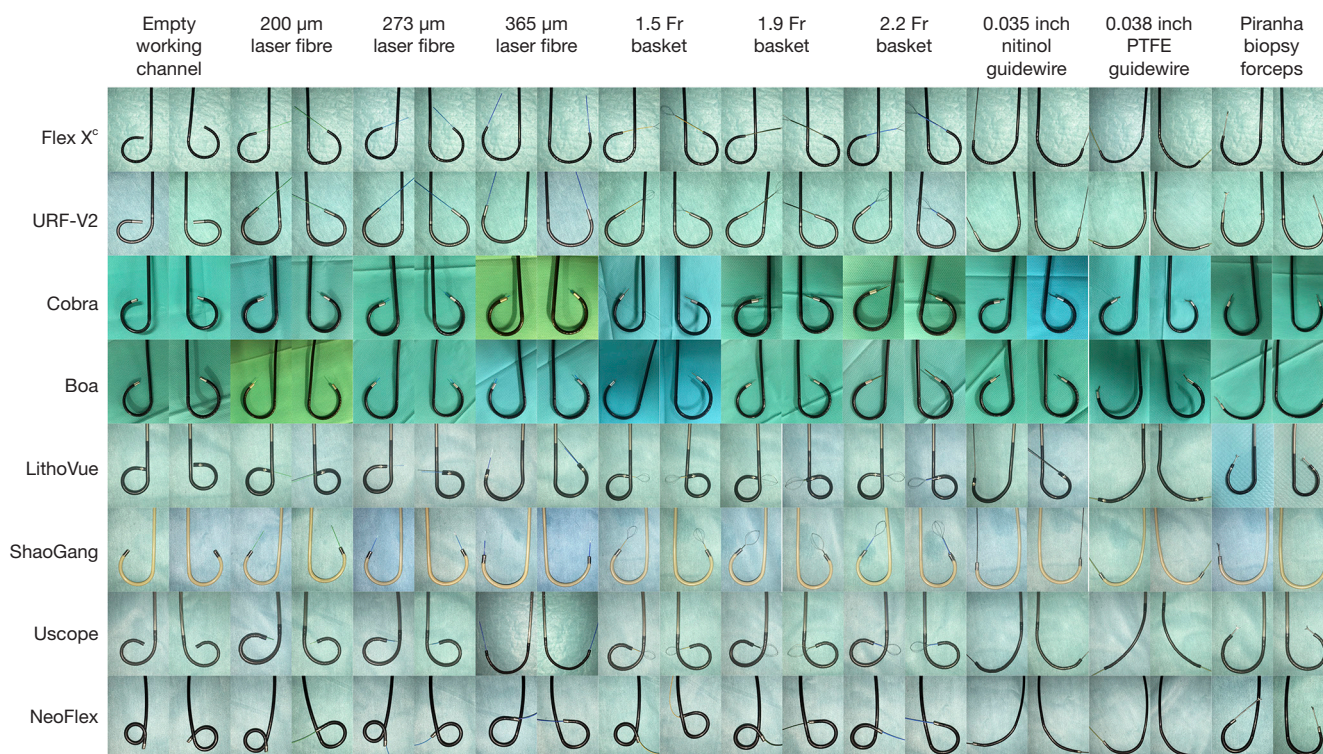 Empty
working
channel
200 µm
laser fibre
273 µm
laser fibre
365 µm
laser fibre
1.5 Fr
basket
1.9 Fr
basket
2.2 Fr
basket
0.035 inch
nitinol
guidewire
0.038 inch
PTFE
guidewire
Piranha
biopsy
forceps
Flex Xᶜ
URF-V2
Cobra
Boa
LithoVue
ShaoGang
Uscope
NeoFlex